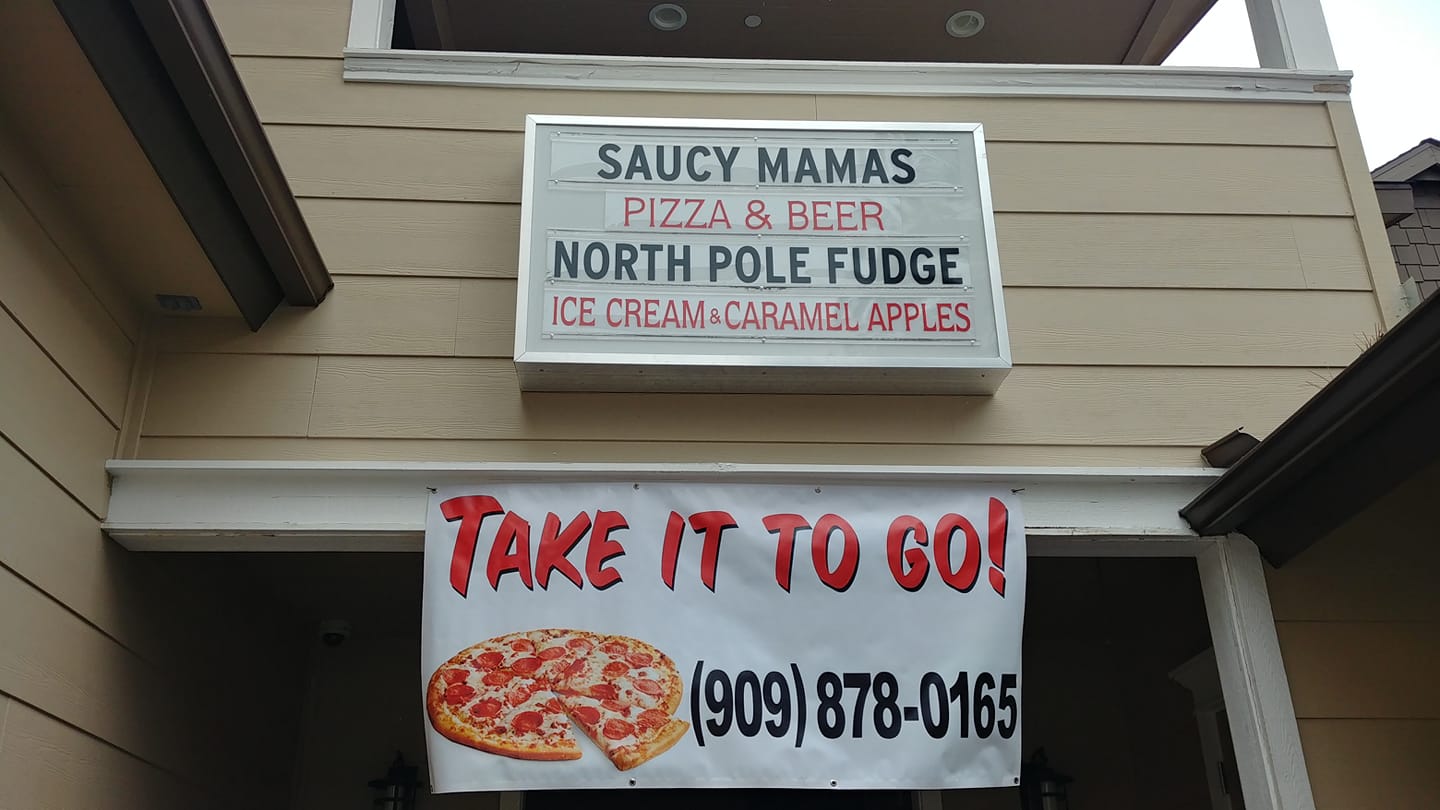 SAUCY MAMAS
PIZZA & BEER
NORTH POLE FUDGE
ICE CREAM & CARAMEL APPLES
TAKE IT TO GO!
(909) 878-0165